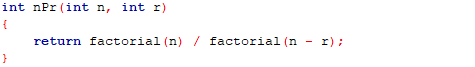 int nPr(int n, int r)
{
    return factorial(n) / factorial(n - r);
}